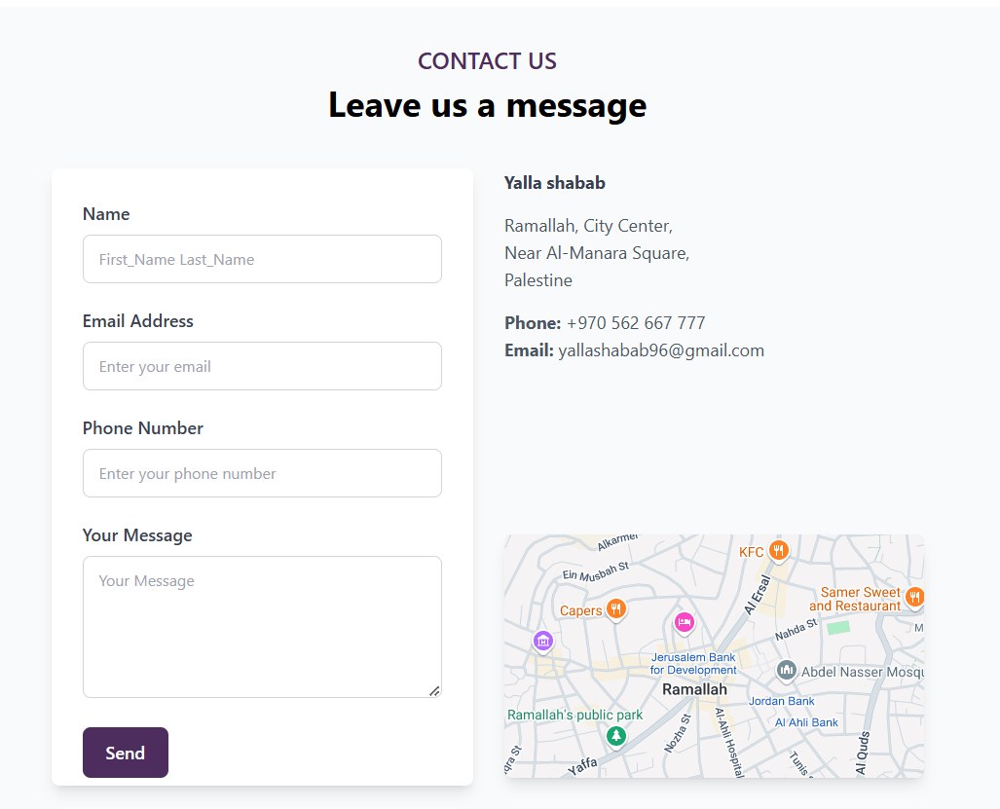 CONTACT US
Leave us a message
Name
First_Name Last_Name
Email Address
Enter your email
Phone Number
Enter your phone number
Your Message
Your Message
Send
Yalla shabab
Ramallah, City Center,
Near Al-Manara Square,
Palestine
Phone: +970 562 667 777
Email: yallashabab96@gmail.com
Alkarmel
KFC
Ein Musbah St
Al Ersal
Samer Sweet
and Restaurant
Capers
Nahda St
Jerusalem Bank
for Development
Abdel Nasser Mosqu
Ramallah
Jordan Bank
Ramallah's public park
Al Ahli Bank
Nozha St
Al-Ahli Hospital
Al Quds
Tunis S
Yaffa